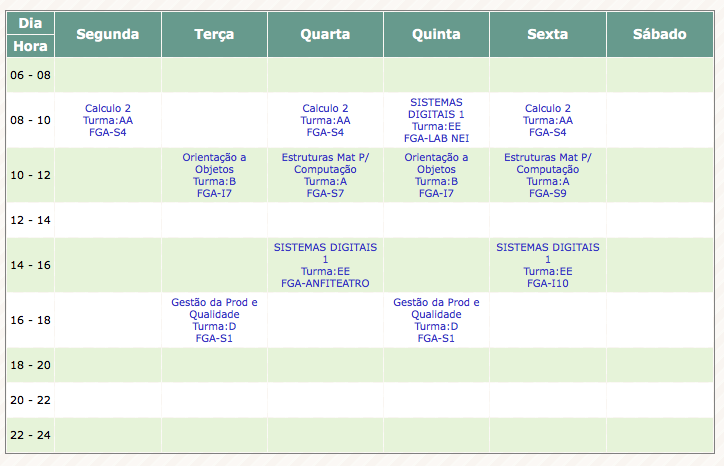 Dia
Hora
Segunda
Terça
Quarta
Quinta
Sexta
Sábado
06 - 08
08 - 10
Calculo 2
Turma:AA
FGA-S4
Calculo 2
Turma:AA
FGA-S4
SISTEMAS
DIGITAIS 1
Turma:EE
FGA-LAB NEI
Calculo 2
Turma:AA
FGA-S4
10 - 12
Orientação a
Objetos
Turma:B
FGA-I7
Estruturas Mat P/
Computação
Turma:A
FGA-S7
Orientação a
Objetos
Turma:B
FGA-I7
Estruturas Mat P/
Computação
Turma:A
FGA-S9
12 - 14
14 - 16
SISTEMAS DIGITAIS
1
Turma:EE
FGA-ANFITEATRO
SISTEMAS DIGITAIS
1
Turma:EE
FGA-I10
16 - 18
Gestão da Prod e
Qualidade
Turma:D
FGA-S1
Gestão da Prod e
Qualidade
Turma:D
FGA-S1
18 - 20
20 - 22
22 - 24